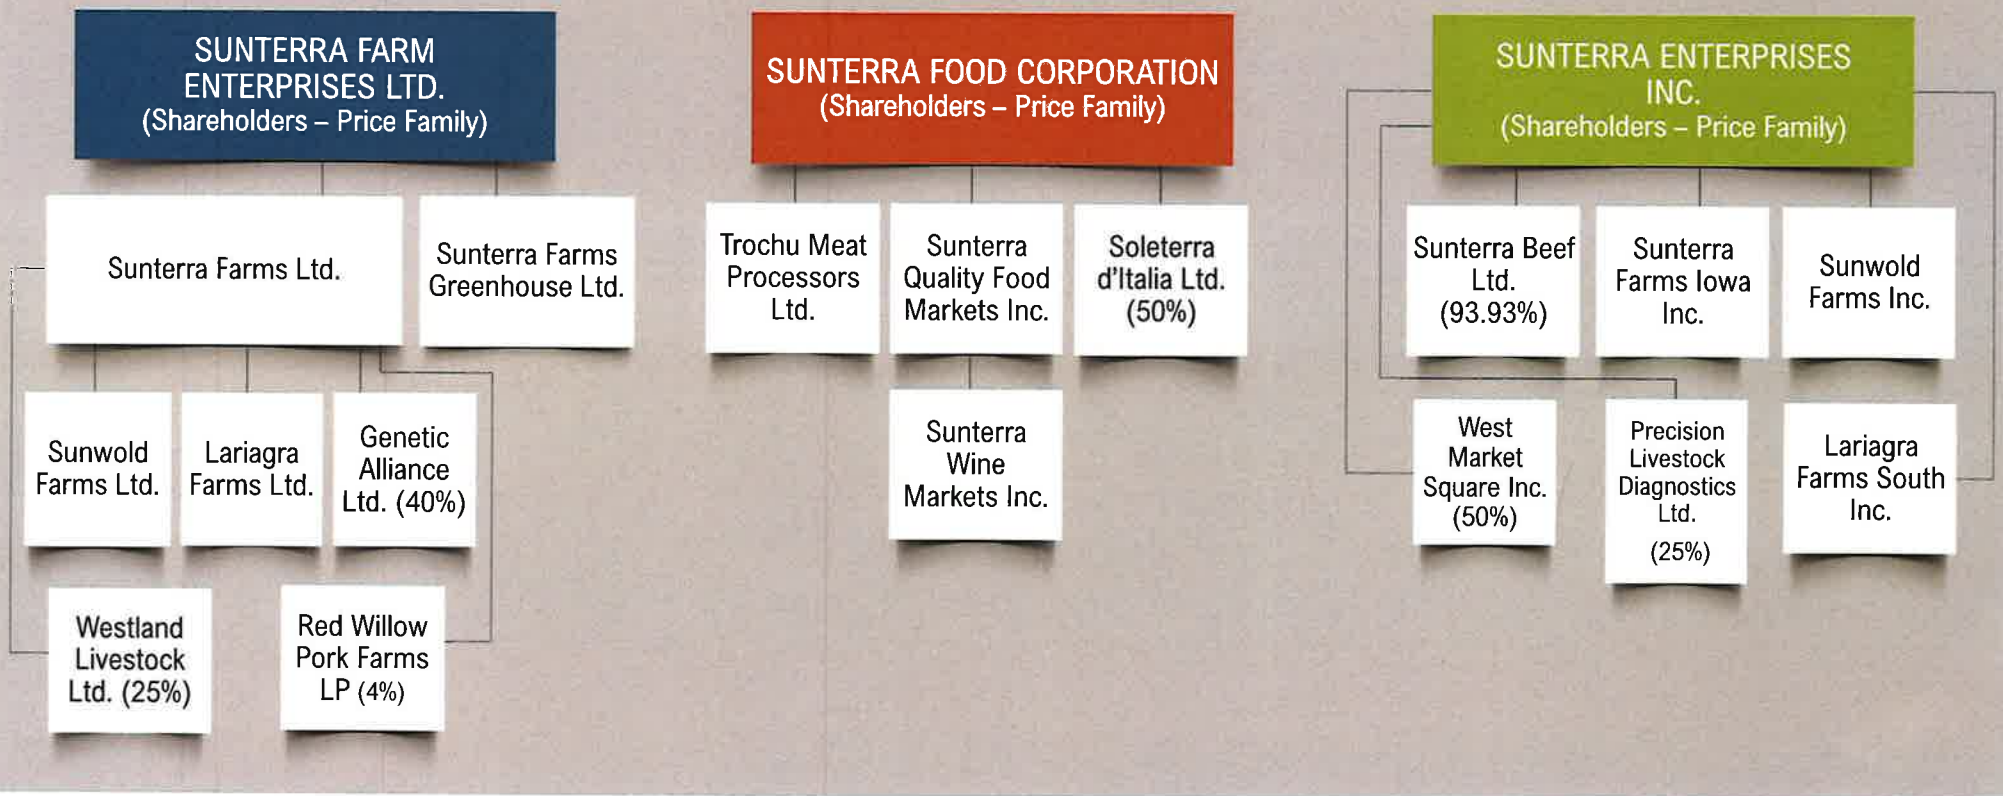 SUNTERRA FARM
ENTERPRISES LTD.
(Shareholders – Price Family)
Sunterra Farms Ltd.
Sunterra Farms
Greenhouse Ltd.
Sunwold
Farms Ltd.
Lariagra
Farms Ltd.
Genetic
Alliance
Ltd. (40%)
Westland
Livestock
Ltd. (25%)
Red Willow
Pork Farms
LP (4%)
SUNTERRA FOOD CORPORATION
(Shareholders – Price Family)
Trochu Meat
Processors
Ltd.
Sunterra
Quality Food
Markets Inc.
Soleterra
d'Italia Ltd.
(50%)
Sunterra
Wine
Markets Inc.
SUNTERRA ENTERPRISES
INC.
(Shareholders – Price Family)
Sunterra Beef
Ltd.
(93.93%)
Sunterra
Farms Iowa
Inc.
Sunwold
Farms Inc.
West
Market
Square Inc.
(50%)
Precision
Livestock
Diagnostics
Ltd.
(25%)
Lariagra
Farms South
Inc.